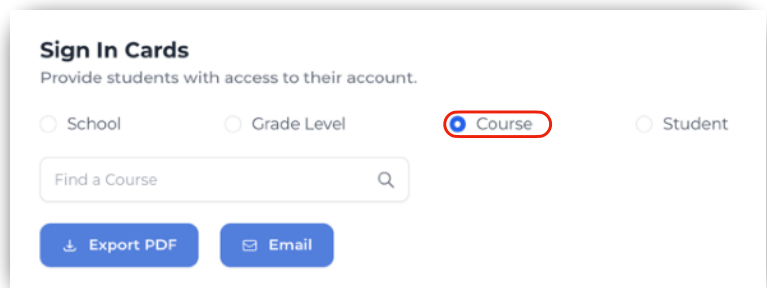 Sign In Cards
Provide students with access to their account.
School Grade Level Course Student
Find a Course
Export PDF Email